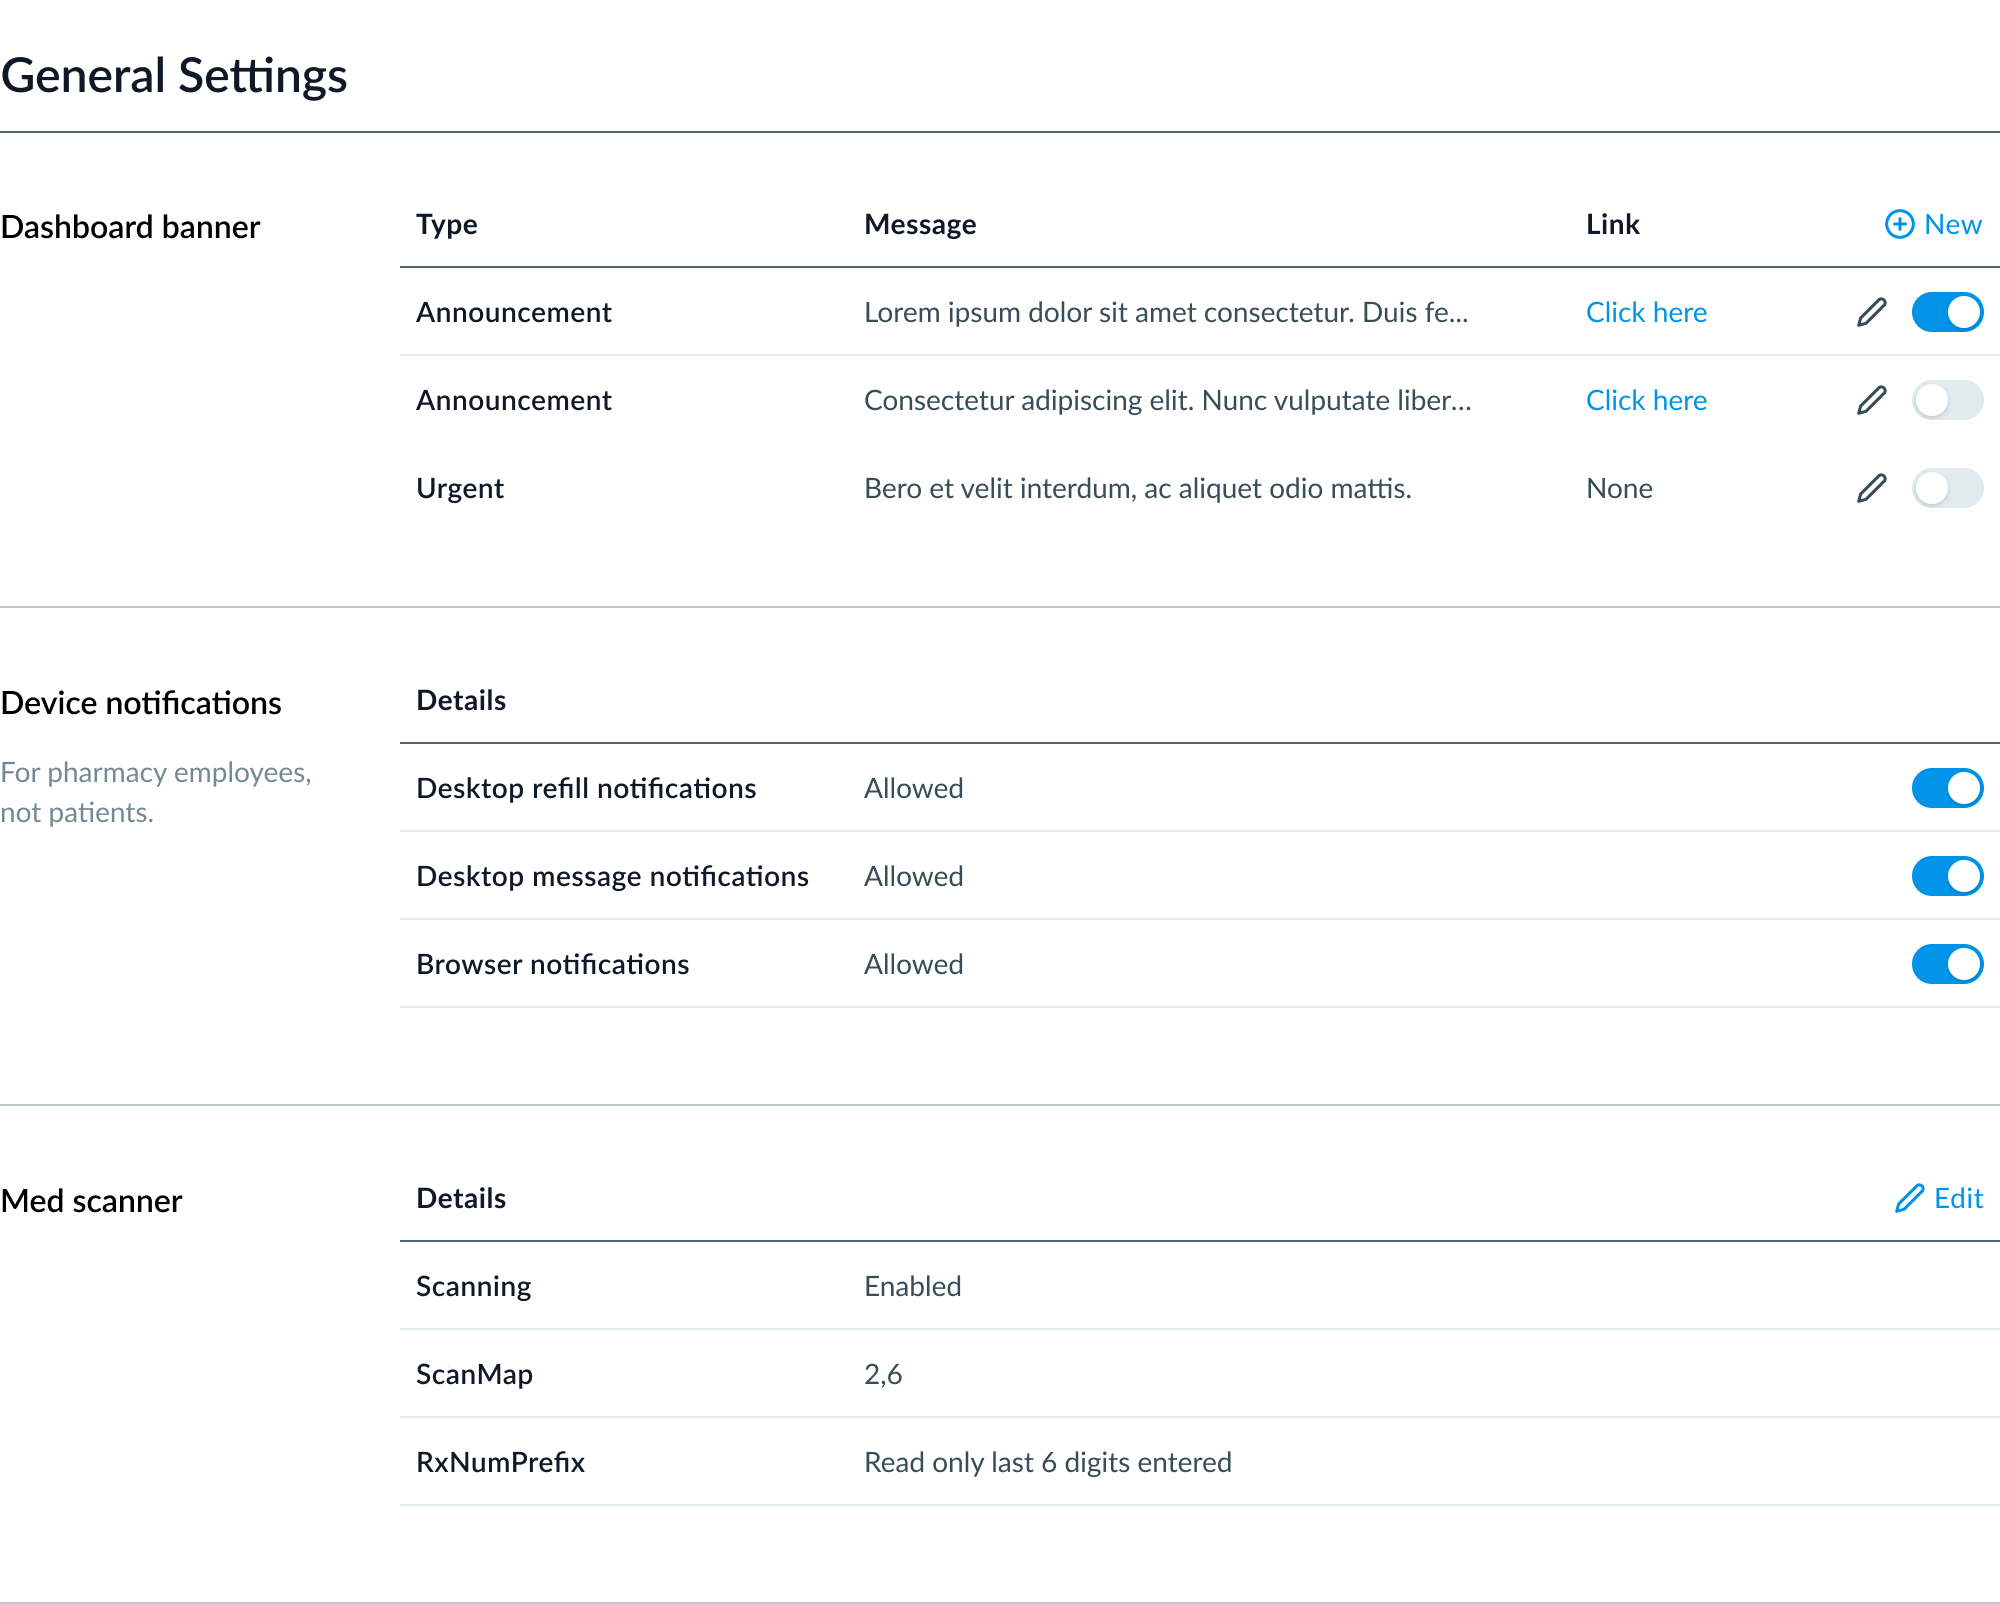 General Settings
Dashboard banner
Type Message Link New
Announcement Lorem ipsum dolor sit amet consectetur. Duis fe... Click here
Announcement Consectetur adipiscing elit. Nunc vulputate liber... Click here
Urgent Bero et velit interdum, ac aliquet odio mattis. None
Device notifications
For pharmacy employees,
not patients.
Details
Desktop refill notifications Allowed
Desktop message notifications Allowed
Browser notifications Allowed
Med scanner
Details Edit
Scanning Enabled
ScanMap 2,6
RxNumPrefix Read only last 6 digits entered